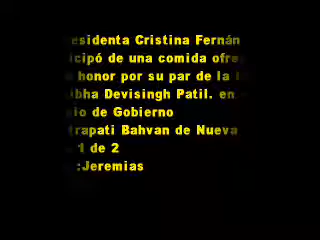 esidenta Cristina Fernán
cipó de una comida ofre
honor por su par de la
bha Devisingh Patil. en
io de Gobierno
trapati Bahvan de Nueva
1 de 2
:Jeremias